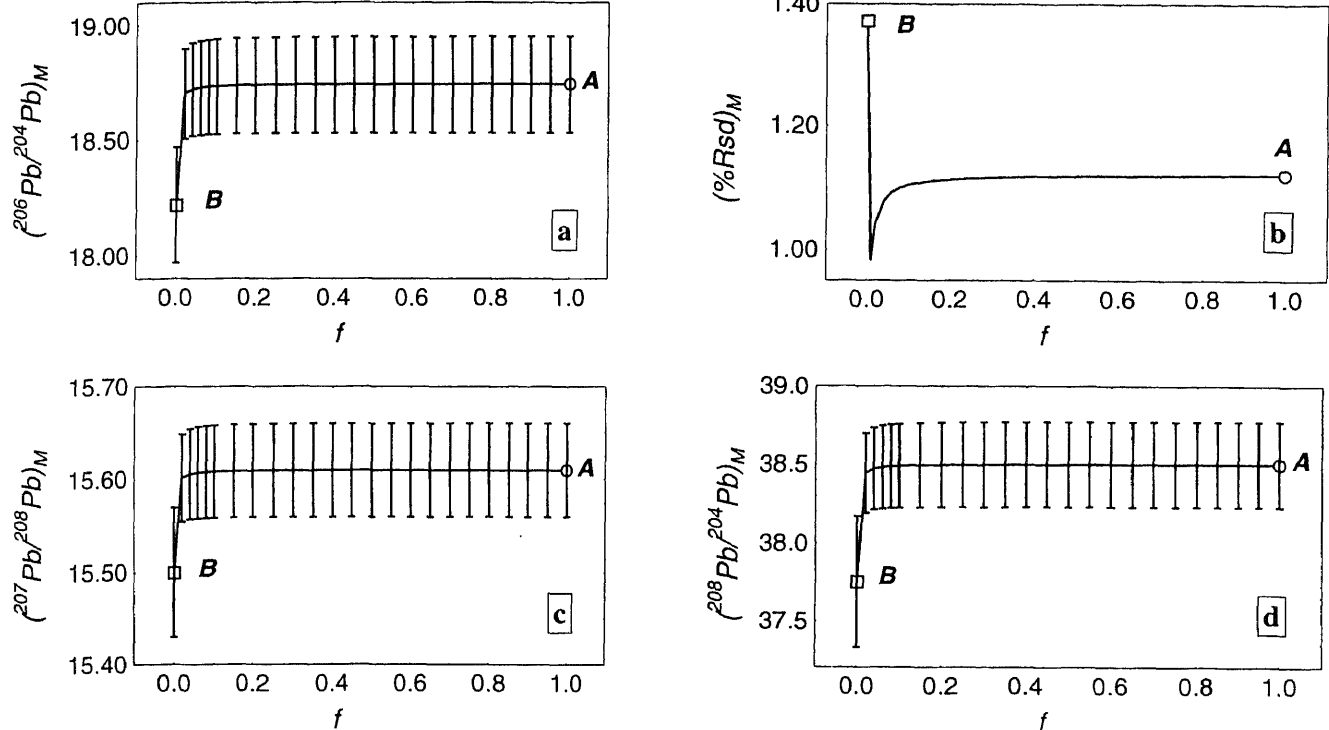 19.00
18.50
18.00
(206Pb/204Pb)M
A
B
a
0.0 0.2 0.4 0.6 0.8 1.0
f
1.40
1.20
1.00
(%Rsd)M
B
A
b
0.0 0.2 0.4 0.6 0.8 1.0
f
15.70
15.60
15.50
15.40
(207Pb/208Pb)M
A
B
c
0.0 0.2 0.4 0.6 0.8 1.0
f
39.0
38.5
38.0
37.5
(208Pb/204Pb)M
A
B
d
0.0 0.2 0.4 0.6 0.8 1.0
f